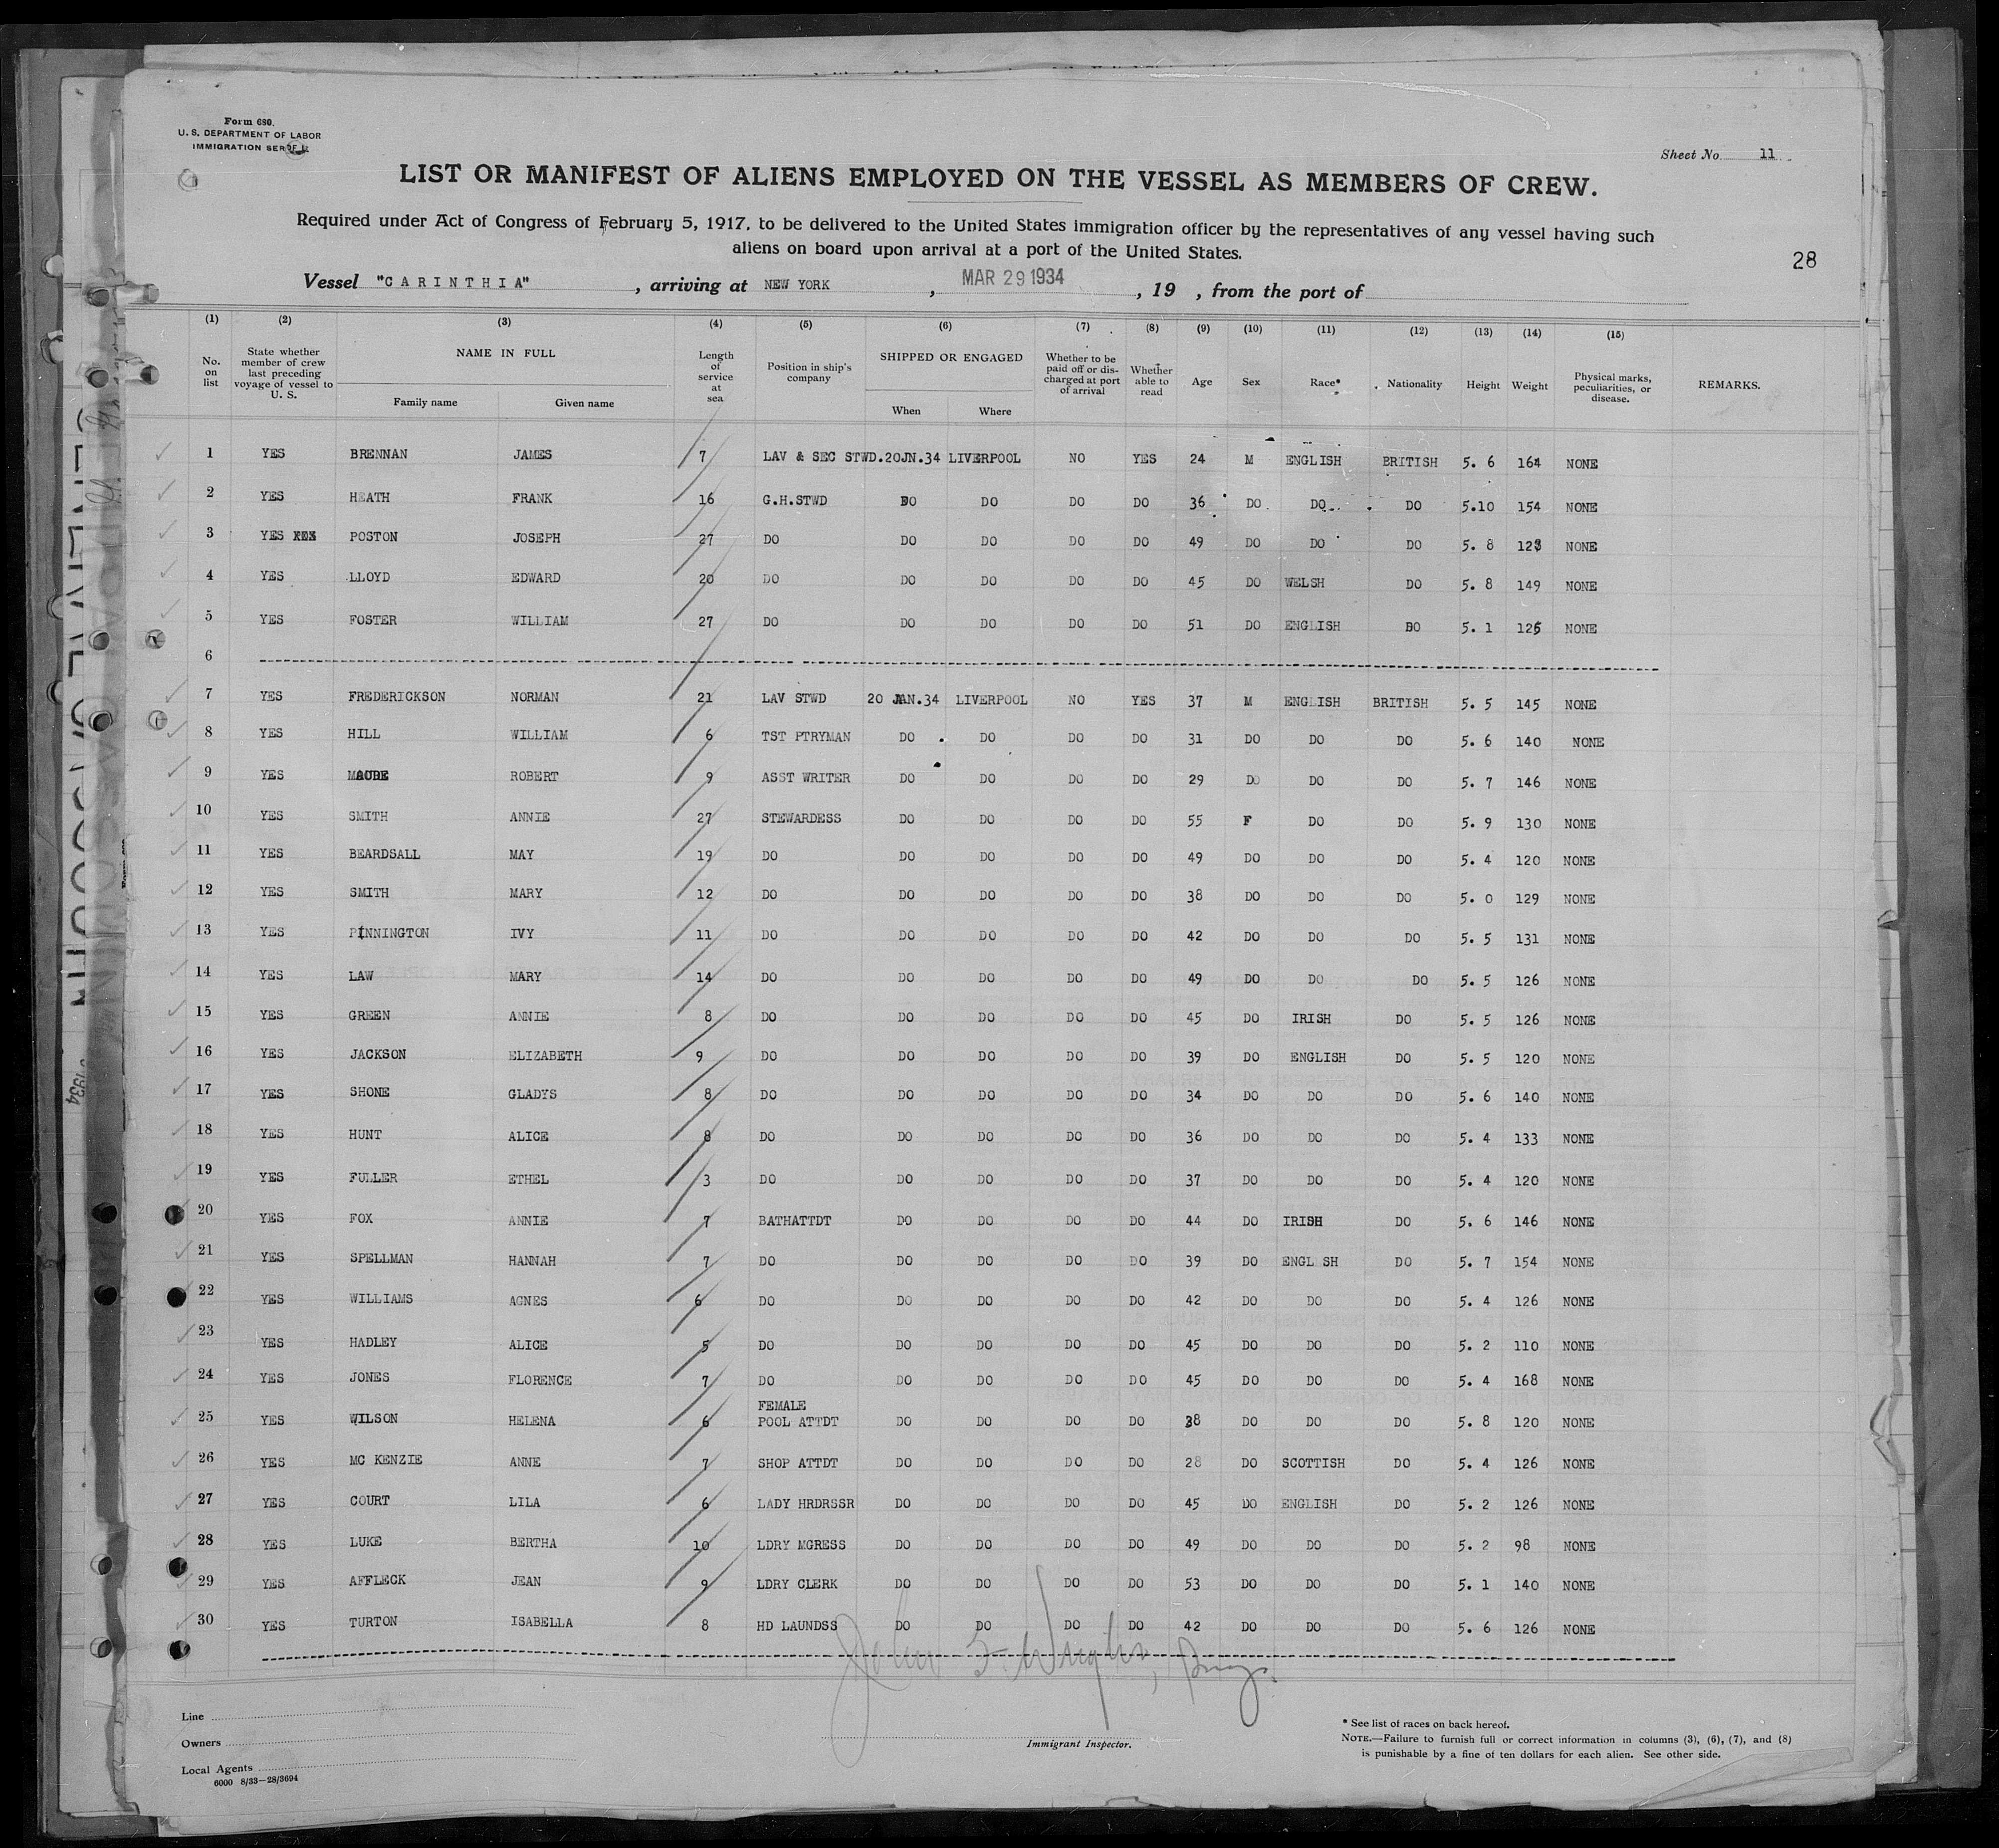 Form 680.
U. S. DEPARTMENT OF LABOR
IMMIGRATION
Sheet No. 11
LIST OR MANIFEST OF ALIENS EMPLOYED ON THE VESSEL AS MEMBERS OF CREW.
Required under Act of Congress of February 5, 1917, to be delivered to the United States immigration officer by the representatives of any vessel having such
aliens on board upon arrival at a port of the United States.
28
Vessel "CARINTHIA", arriving at NEW YORK, MAR 29 1934, 19 , from the port of
(1) (2) (3) (4) (5) (6) (7) (8) (9) (10) (11) (12) (13) (14) (15)
No. on list State whether member of crew last preceding voyage of vessel to U. S. NAME IN FULL Family name Given name Length of service at sea Position in ship's company SHIPPED OR ENGAGED When Where Whether to be paid off or discharged at port of arrival Whether able to read Age Sex Race* Nationality Height Weight Physical marks, peculiarities, or disease. REMARKS.
1 YES BRENNAN JAMES 7 LAV & SEC STWD. 20JN.34 LIVERPOOL NO YES 24 M ENGLISH BRITISH 5. 6 164 NONE
2 YES HEATH FRANK 16 G.H.STWD DO DO DO DO 36 DO DO DO 5.10 154 NONE
3 YES POSTON JOSEPH 27 DO DO DO DO DO 49 DO DO DO 5. 8 123 NONE
4 YES LLOYD EDWARD 20 DO DO DO DO DO 45 DO WELSH DO 5. 8 149 NONE
5 YES FOSTER WILLIAM 27 DO DO DO DO DO 51 DO ENGLISH BO 5. 1 125 NONE
6
7 YES FREDERICKSON NORMAN 21 LAV STWD 20 JAN.34 LIVERPOOL NO YES 37 M ENGLISH BRITISH 5. 5 145 NONE
8 YES HILL WILLIAM 6 TST PTRYMAN DO DO DO DO 31 DO DO DO 5. 6 140 NONE
9 YES ROBERT 9 ASST WRITER DO DO DO DO 29 DO DO DO 5. 7 146 NONE
10 YES SMITH ANNIE 27 STEWARDESS DO DO DO DO 55 F DO DO 5. 9 130 NONE
11 YES BEARDSALL MAY 19 DO DO DO DO DO 49 DO DO DO 5. 4 120 NONE
12 YES SMITH MARY 12 DO DO DO DO DO 38 DO DO DO 5. 0 129 NONE
13 YES PINNINGTON IVY 11 DO DO DO DO DO 42 DO DO DO 5. 5 131 NONE
14 YES LAW MARY 14 DO DO DO DO DO 49 DO DO DO 5. 5 126 NONE
15 YES GREEN ANNIE 8 DO DO DO DO DO 45 DO IRISH DO 5. 5 126 NONE
16 YES JACKSON ELIZABETH 9 DO DO DO DO DO 39 DO ENGLISH DO 5. 5 120 NONE
17 YES SHONE GLADYS 8 DO DO DO DO DO 34 DO DO DO 5. 6 140 NONE
18 YES HUNT ALICE 8 DO DO DO DO DO 36 DO DO DO 5. 4 133 NONE
19 YES FULLER ETHEL 3 DO DO DO DO DO 37 DO DO DO 5. 4 120 NONE
20 YES FOX ANNIE 7 BATHATTDT DO DO DO DO 44 DO IRISH DO 5. 6 146 NONE
21 YES SPELLMAN HANNAH 7 DO DO DO DO DO 39 DO ENGL SH DO 5. 7 154 NONE
22 YES WILLIAMS AGNES 6 DO DO DO DO DO 42 DO DO DO 5. 4 126 NONE
23 YES HADLEY ALICE 5 DO DO DO DO DO 45 DO DO DO 5. 2 110 NONE
24 YES JONES FLORENCE 7 DO DO DO DO DO 45 DO DO DO 5. 4 168 NONE
25 YES WILSON HELENA 6 FEMALE POOL ATTDT DO DO DO DO 38 DO DO DO 5. 8 120 NONE
26 YES MC KENZIE ANNE 7 SHOP ATTDT DO DO DO DO 28 DO SCOTTISH DO 5. 4 126 NONE
27 YES COURT LILA 6 LADY HRDRSSR DO DO DO DO 45 DO ENGLISH DO 5. 2 126 NONE
28 YES LUKE BERTHA 10 LDRY MGRESS DO DO DO DO 49 DO DO DO 5. 2 98 NONE
29 YES AFFLECK JEAN 9 LDRY CLERK DO DO DO DO 53 DO DO DO 5. 1 140 NONE
30 YES TURTON ISABELLA 8 HD LAUNDSS DO DO DO DO 42 DO DO DO 5. 6 126 NONE
John
Line
Owners
Local Agents
6000 8/33—28/3694
Immigrant Inspector.
* See list of races on back hereof.
NOTE.—Failure to furnish full or correct information in columns (3), (6), (7), and (8)
is punishable by a fine of ten dollars for each alien. See other side.